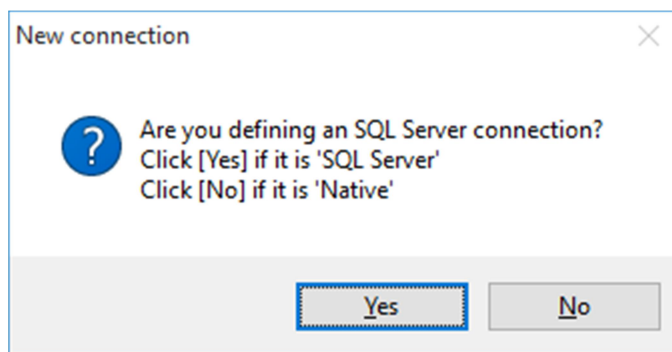 New connection
?
Are you defining an SQL Server connection?
Click [Yes] if it is 'SQL Server'
Click [No] if it is 'Native'
Yes
No